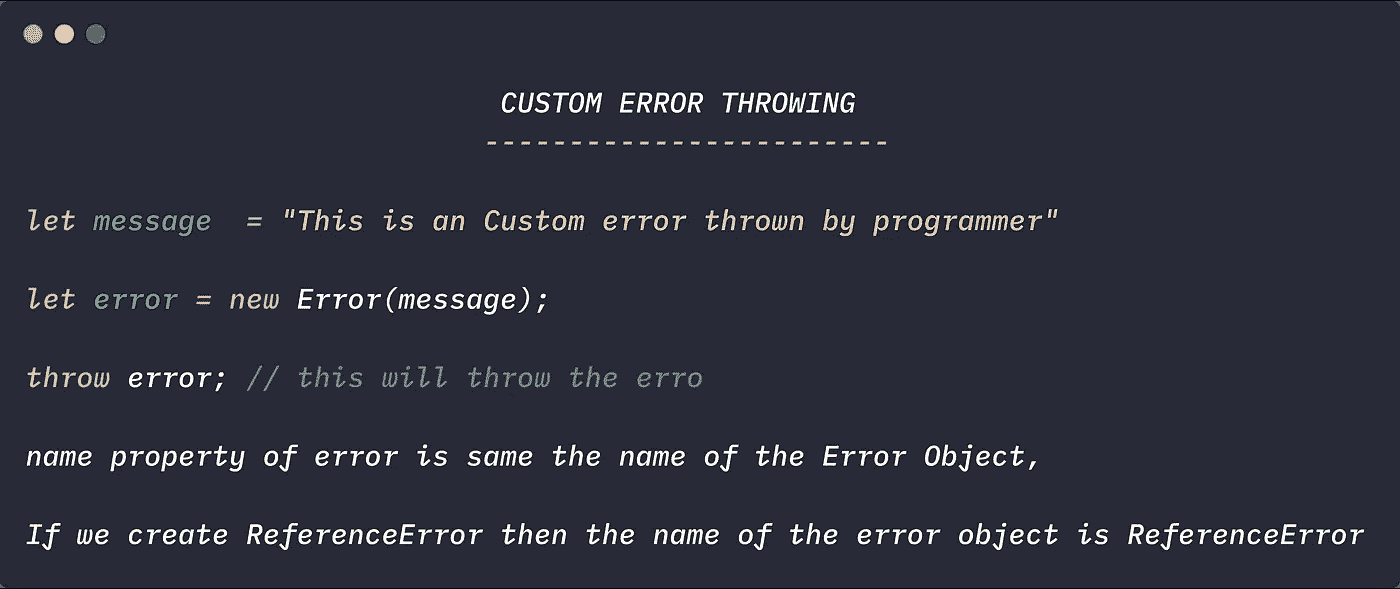 CUSTOM ERROR THROWING
------------------------
let message  = "This is an Custom error thrown by programmer"
let error = new Error(message);
throw error; // this will throw the erro
name property of error is same the name of the Error Object,
If we create ReferenceError then the name of the error object is ReferenceError